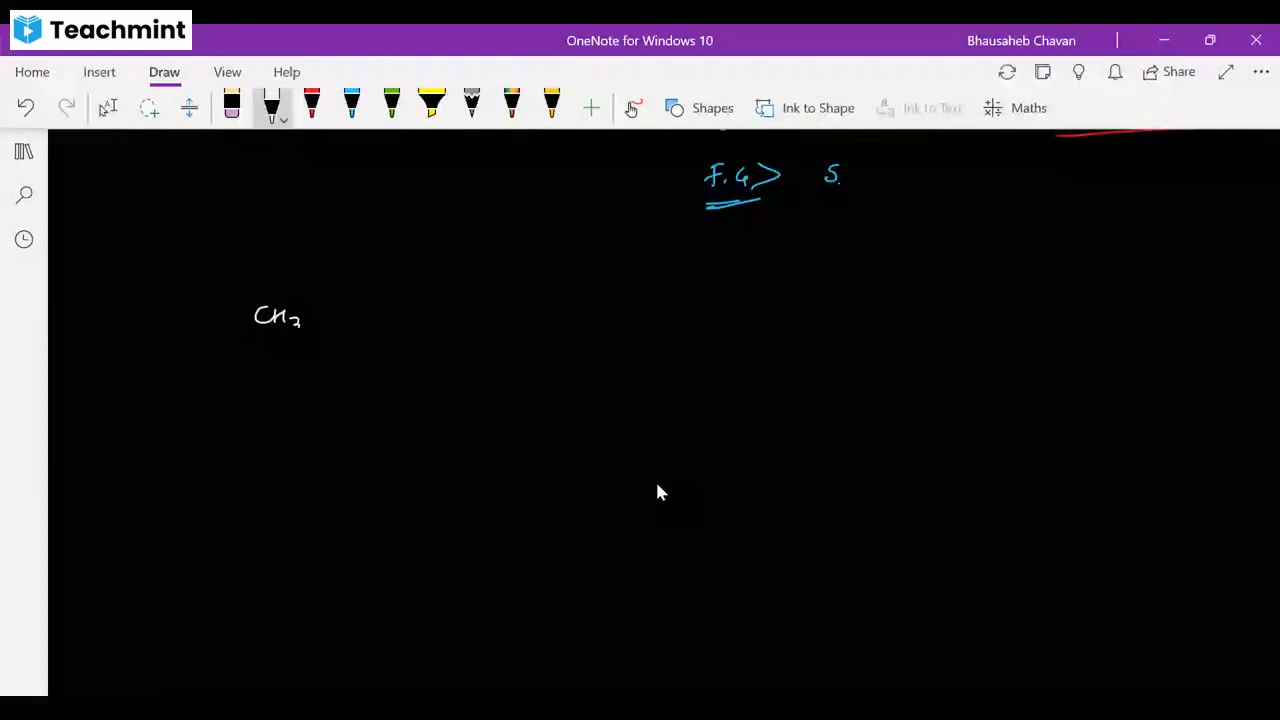 Teachmint
OneNote for Windows 10
Bhausaheb Chavan
Home Insert Draw View Help
Share
Shapes
Ink to Shape
Ink to Text
Maths
F.G > S.
CH₃